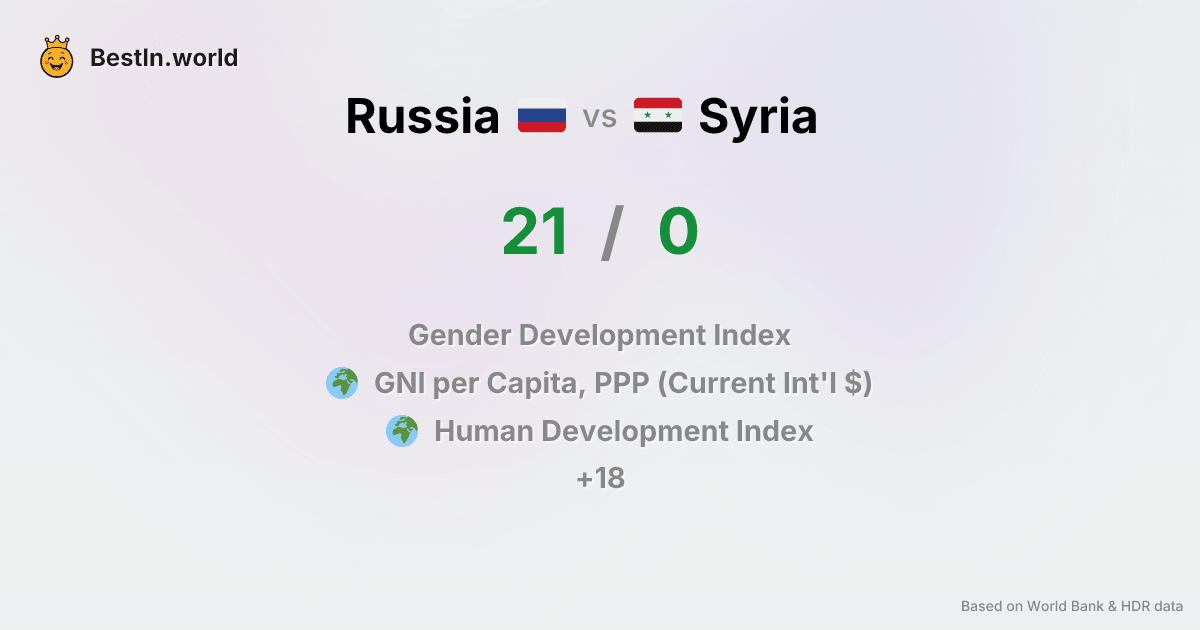 BestIn.world
Russia vs Syria
21 / 0
Gender Development Index
GNI per Capita, PPP (Current Int'l $)
Human Development Index
+18
Based on World Bank & HDR data